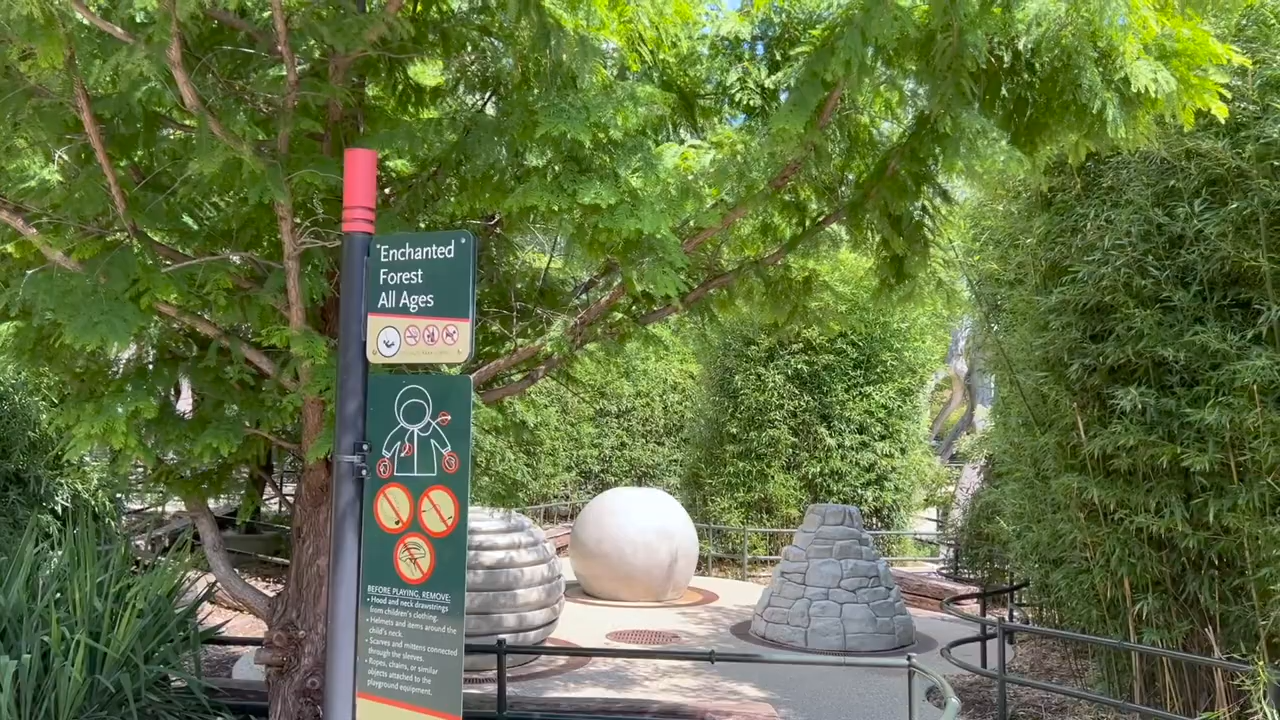 "Enchanted
Forest
All Ages
BEFORE PLAYING, REMOVE:
• Hood and neck drawstrings
from children's clothing.
• Helmets and items around the
child's neck.
• Scarves and mittens connected
through the sleeves.
• Ropes, chairs, or similar
objects attached to the
playground equipment.